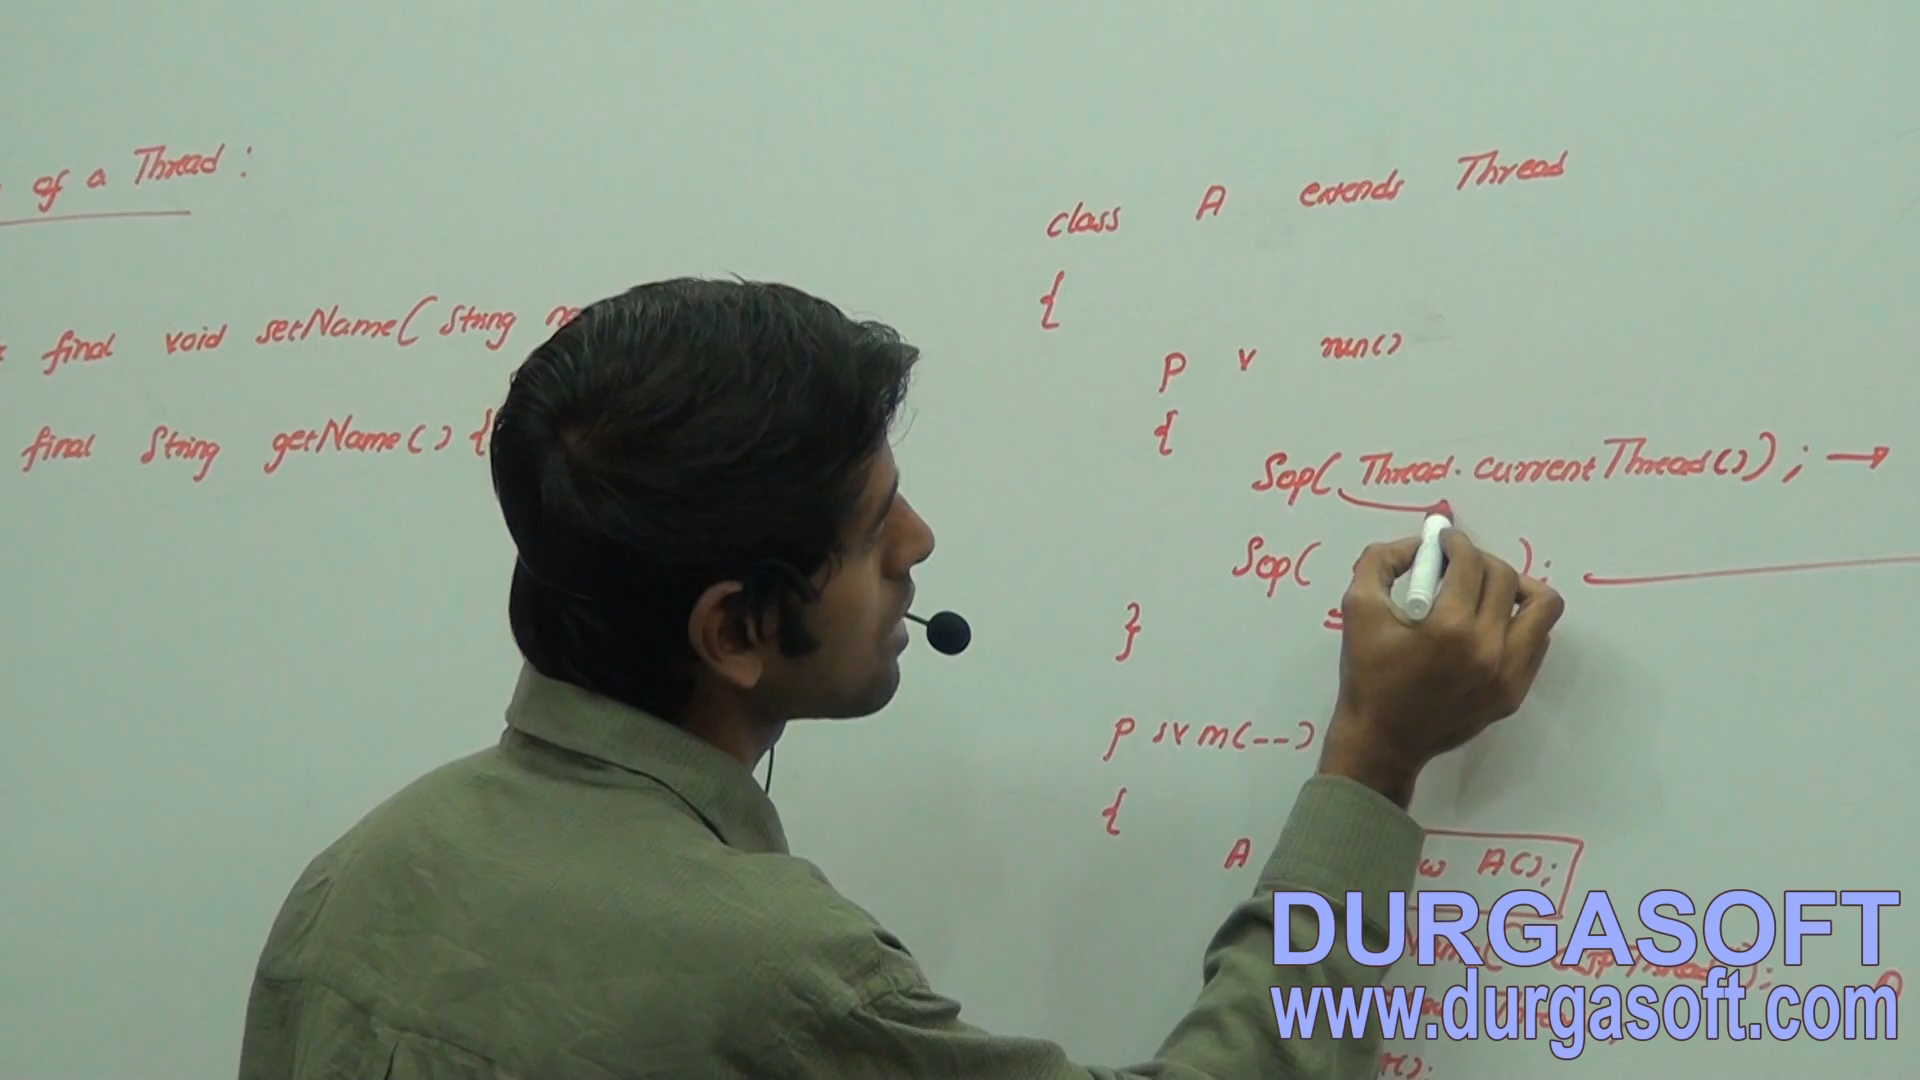 of a Thread :
final void setName( String
final String getName() {
class A extends Thread
{
p v run()
{
Sop( Thread.currentThread() ) ; →
Sop( );
}
p sv m(--)
{
A A();
DURGASOFT
www.durgasoft.com